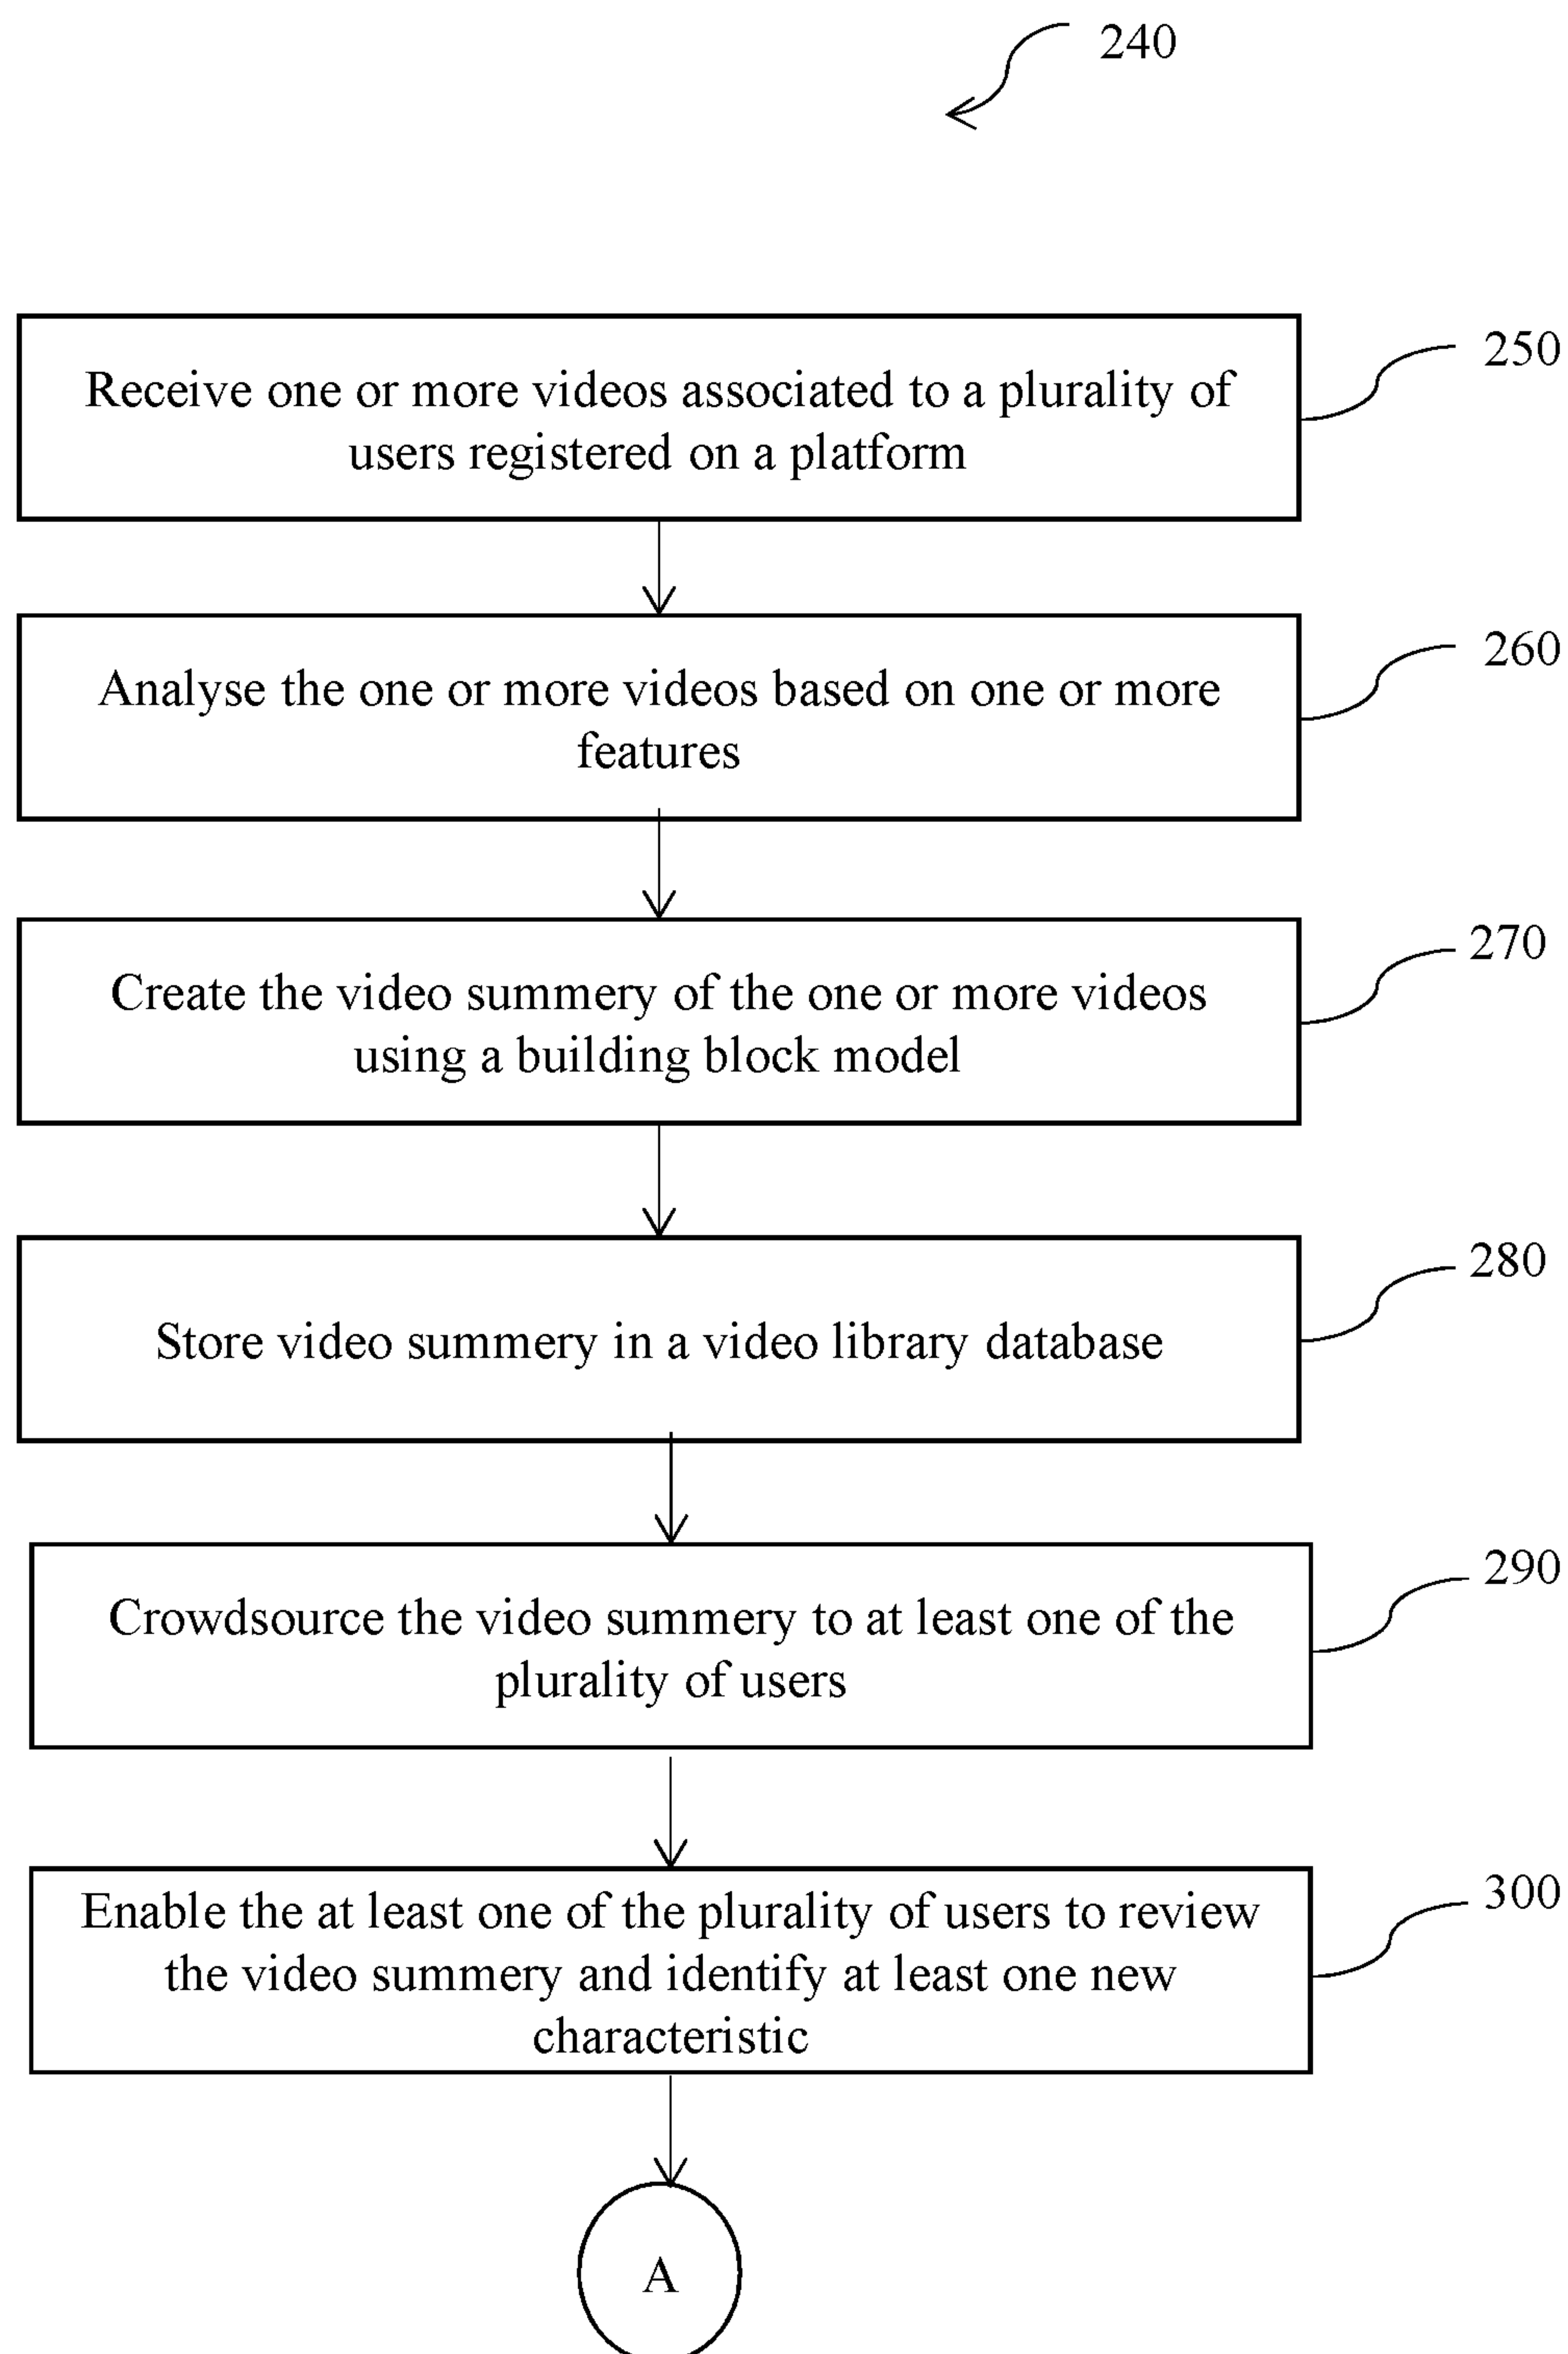 240
Receive one or more videos associated to a plurality of
users registered on a platform
250
Analyse the one or more videos based on one or more
features
260
Create the video summery of the one or more videos
using a building block model
270
Store video summery in a video library database
280
Crowdsource the video summery to at least one of the
plurality of users
290
Enable the at least one of the plurality of users to review
the video summery and identify at least one new
characteristic
300
A